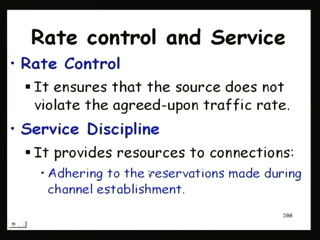 Rate control and Service
• Rate Control
▪ It ensures that the source does not
violate the agreed-upon traffic rate.
• Service Discipline
▪ It provides resources to connections:
• Adhering to the reservations made during
channel establishment.